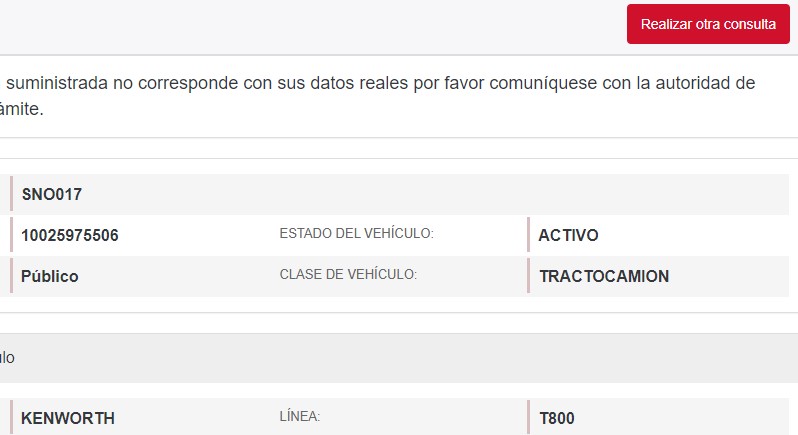 Realizar otra consulta
suministrada no corresponde con sus datos reales por favor comuníquese con la autoridad de
ámite.
SNO017
10025975506 ESTADO DEL VEHÍCULO: ACTIVO
Público CLASE DE VEHÍCULO: TRACTOCAMION
ulo
KENWORTH LÍNEA: T800